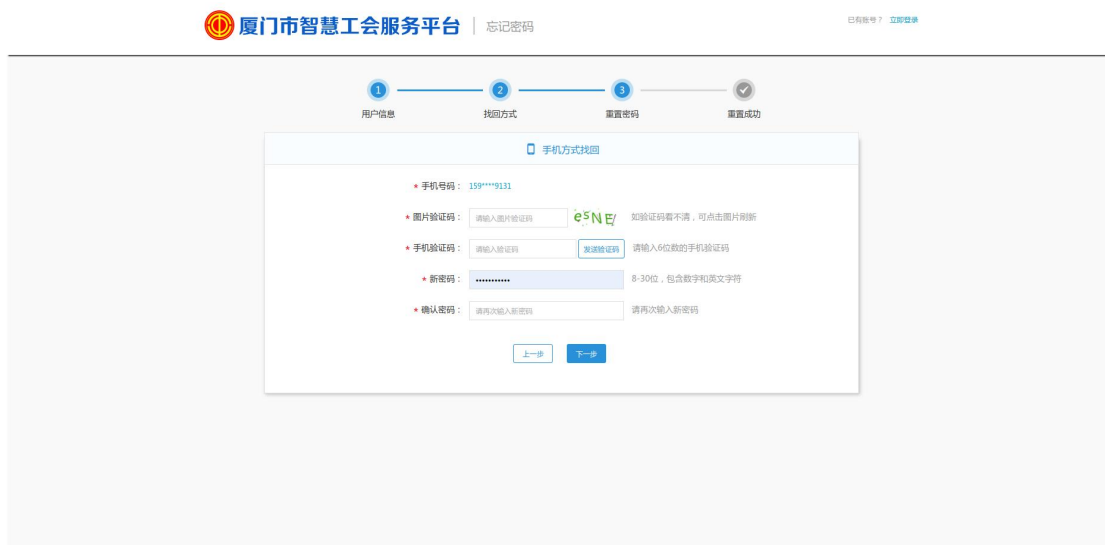 厦门市智慧工会服务平台 忘记密码 已有账号？ 立即登录
1 2 3
用户信息 找回方式 重置密码 重置成功
手机方式找回
* 手机号码： 159****9131
* 图片验证码： 请输入图片验证码 esNE 如验证码看不清，可点击图片刷新
* 手机验证码： 请输入验证码 发送验证码 请输入6位数的手机验证码
* 新密码： ••••••••••• 8-30位，包含数字和英文字符
* 确认密码： 请再次输入新密码 请再次输入新密码
上一步 下一步